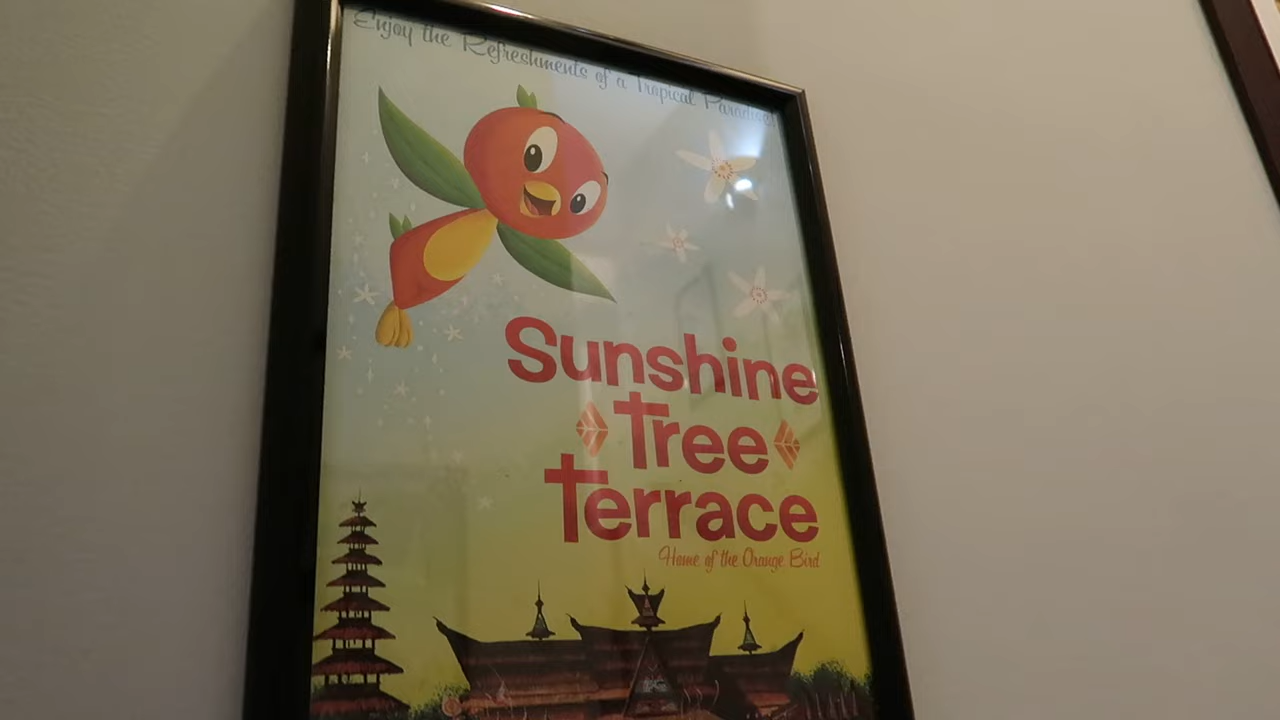 Enjoy the Refreshments of a Tropical Paradise
Sunshine
Tree
Terrace
Home of the Orange Bird